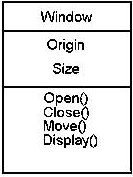 Window
Origin
Size
Open()
Close()
Move()
Display()